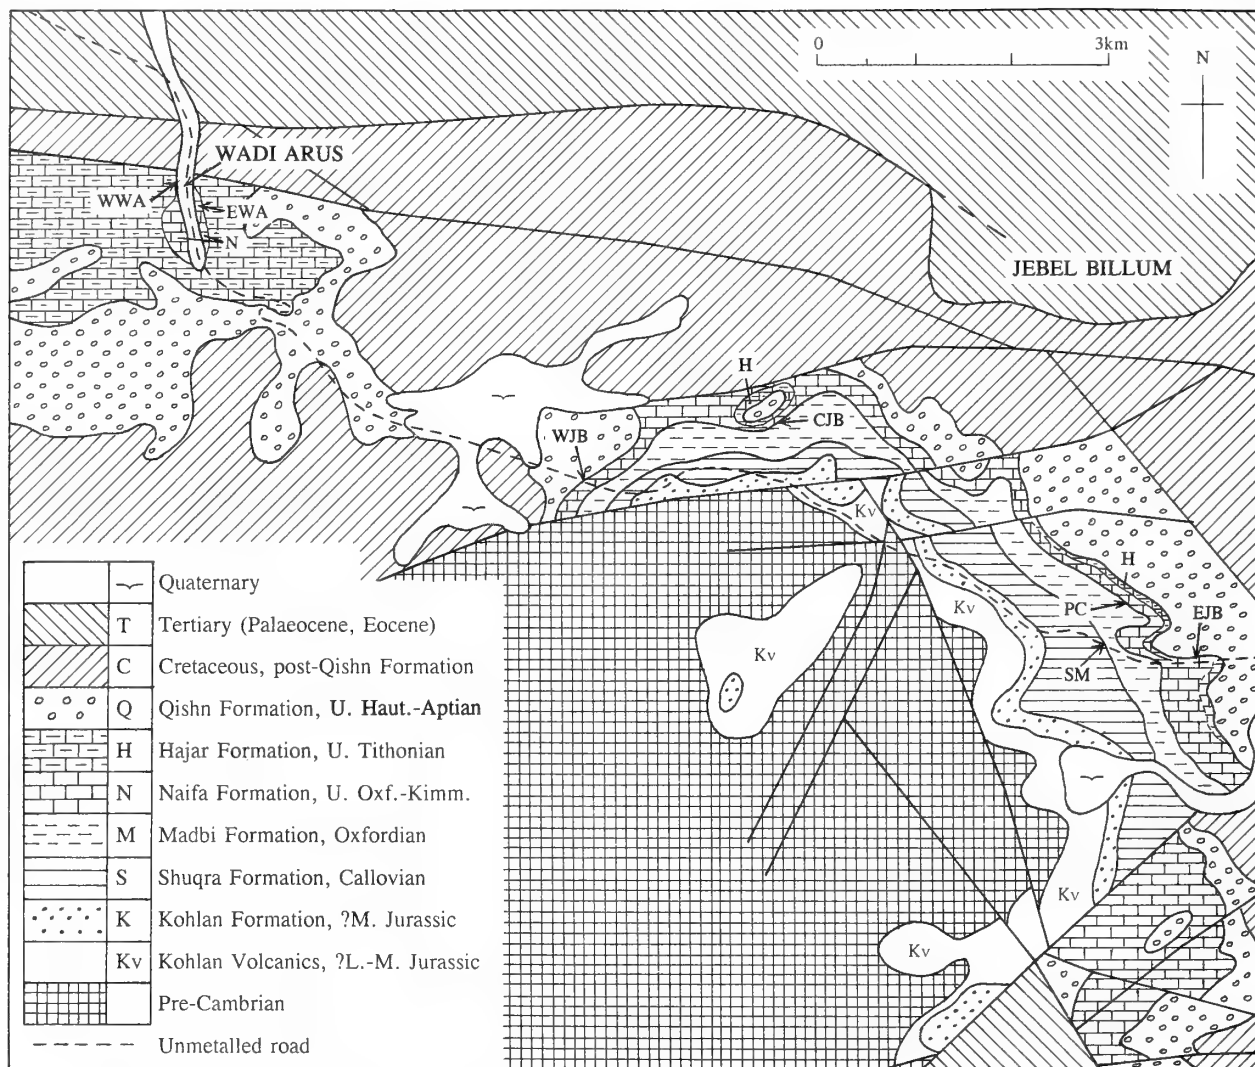 0 3km
N
WADI ARUS
WWA
EWA
N
JEBEL BILLUM
H
WJB
CJB
Kv
H
Kv
PC
EJB
Kv
SM
Kv
Kv
Quaternary
T Tertiary (Palaeocene, Eocene)
C Cretaceous, post-Qishn Formation
Q Qishn Formation, U. Haut.-Aptian
H Hajar Formation, U. Tithonian
N Naifa Formation, U. Oxf.-Kimm.
M Madbi Formation, Oxfordian
S Shuqra Formation, Callovian
K Kohlan Formation, ?M. Jurassic
Kv Kohlan Volcanics, ?L.-M. Jurassic
Pre-Cambrian
Unmetalled road